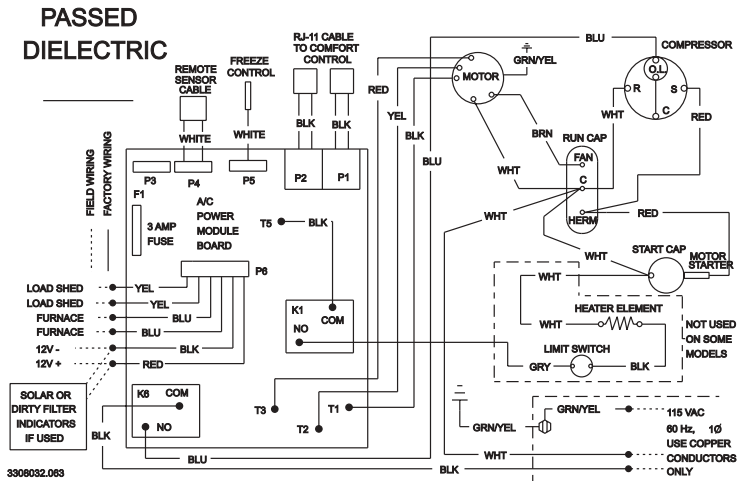 PASSED
DIELECTRIC
REMOTE
SENSOR
CABLE
FREEZE
CONTROL
RJ-11 CABLE
TO COMFORT
CONTROL
RED
YEL
BLK
BLU
MOTOR
GRN/YEL
BLU
COMPRESSOR
O.L.
R
S
C
WHT
RED
BRN
WHT
RUN CAP
FAN
C
HERM
WHITE
WHITE
BLK
BLK
P3
P4
P5
P2
P1
FIELD WIRING
FACTORY WIRING
F1
3 AMP
FUSE
A/C
POWER
MODULE
BOARD
T5
BLK
P6
WHT
RED
WHT
START CAP
MOTOR
STARTER
LOAD SHED
YEL
LOAD SHED
YEL
FURNACE
BLU
FURNACE
BLU
12V -
BLK
12V +
RED
K1
NO
COM
WHT
HEATER ELEMENT
WHT
LIMIT SWITCH
GRY
BLK
NOT USED
ON SOME
MODELS
SOLAR OR
DIRTY FILTER
INDICATORS
IF USED
K6
COM
NO
T3
T1
T2
BLK
BLU
GRN/YEL
GRN/YEL
WHT
BLK
115 VAC
60 Hz, 1Ø
USE COPPER
CONDUCTORS
ONLY
3306032.063